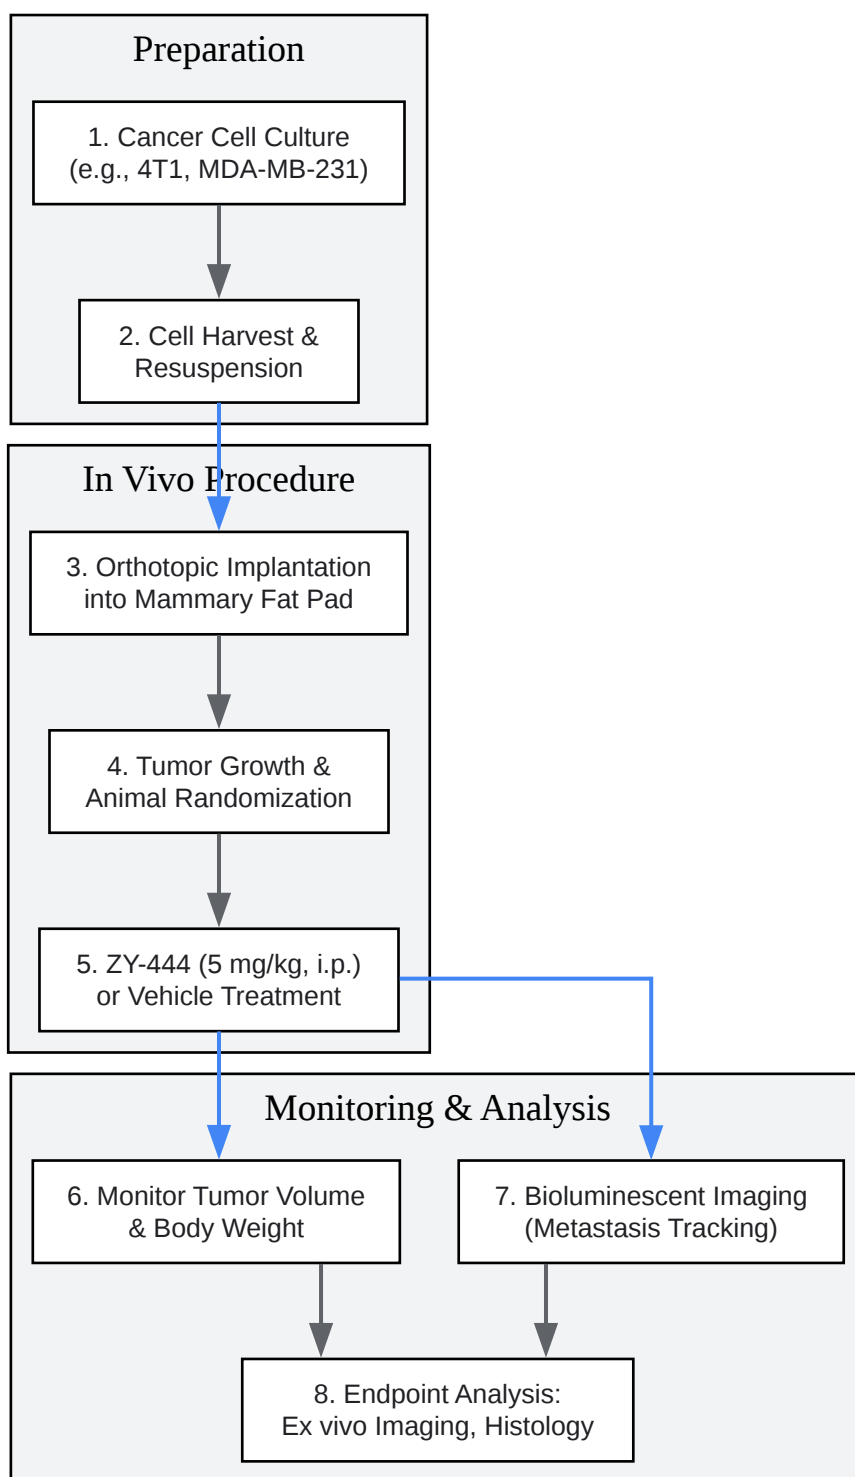 Preparation
1. Cancer Cell Culture
(e.g., 4T1, MDA-MB-231)
2. Cell Harvest &
Resuspension
In Vivo Procedure
3. Orthotopic Implantation
into Mammary Fat Pad
4. Tumor Growth &
Animal Randomization
5. ZY-444 (5 mg/kg, i.p.)
or Vehicle Treatment
Monitoring & Analysis
6. Monitor Tumor Volume
& Body Weight
7. Bioluminescent Imaging
(Metastasis Tracking)
8. Endpoint Analysis:
Ex vivo Imaging, Histology